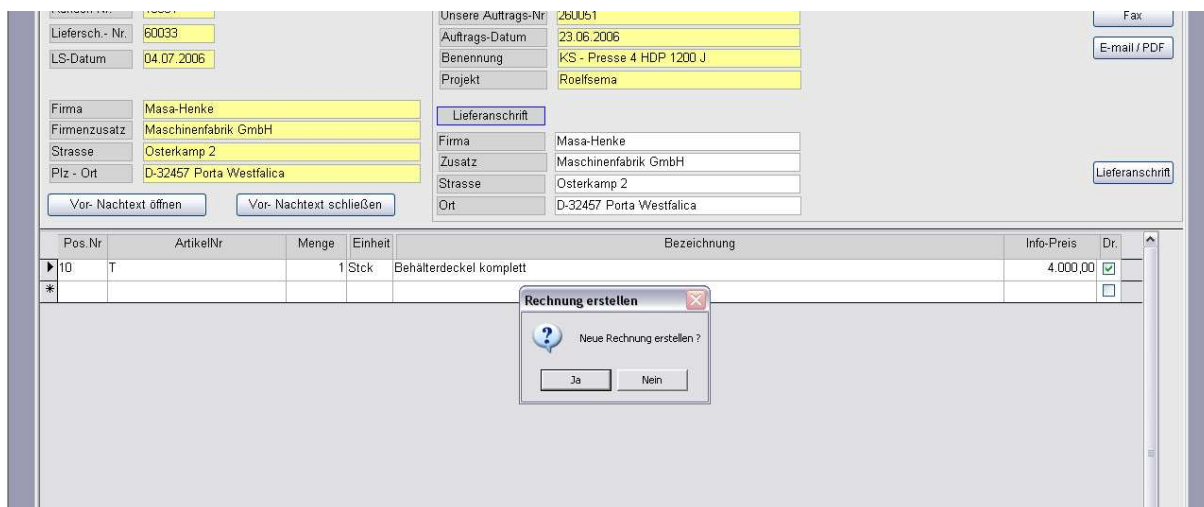 Liefersch.- Nr. 60033
LS-Datum 04.07.2006
Unsere Auftrags-Nr 260051
Auftrags-Datum 23.06.2006
Benennung KS - Presse 4 HDP 1200 J
Projekt Roelfsema
Fax
E-mail / PDF
Firma Masa-Henke
Firmenzusatz Maschinenfabrik GmbH
Strasse Osterkamp 2
Plz - Ort D-32457 Porta Westfalica
Vor- Nachtext öffnen Vor- Nachtext schließen
Lieferanschrift
Firma Masa-Henke
Zusatz Maschinenfabrik GmbH
Strasse Osterkamp 2
Ort D-32457 Porta Westfalica
Lieferanschrift
Pos.Nr ArtikelNr Menge Einheit Bezeichnung Info-Preis Dr.
10 T 1 Stck Behälterdeckel komplett 4.000,00
Rechnung erstellen
Neue Rechnung erstellen ?
Ja Nein